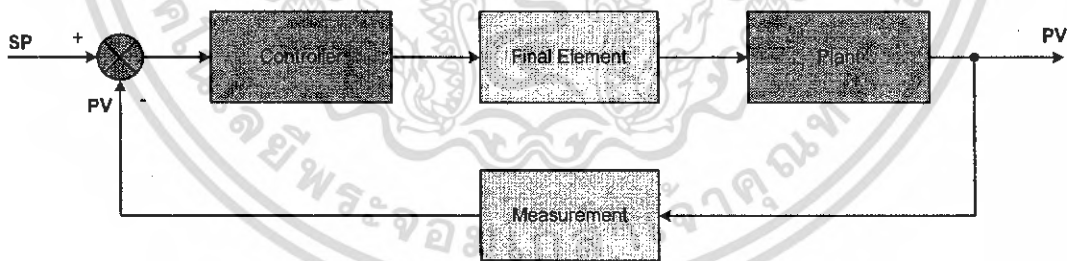 SP
+
Controller
Final Element
Plant
PV
PV
-
Measurement